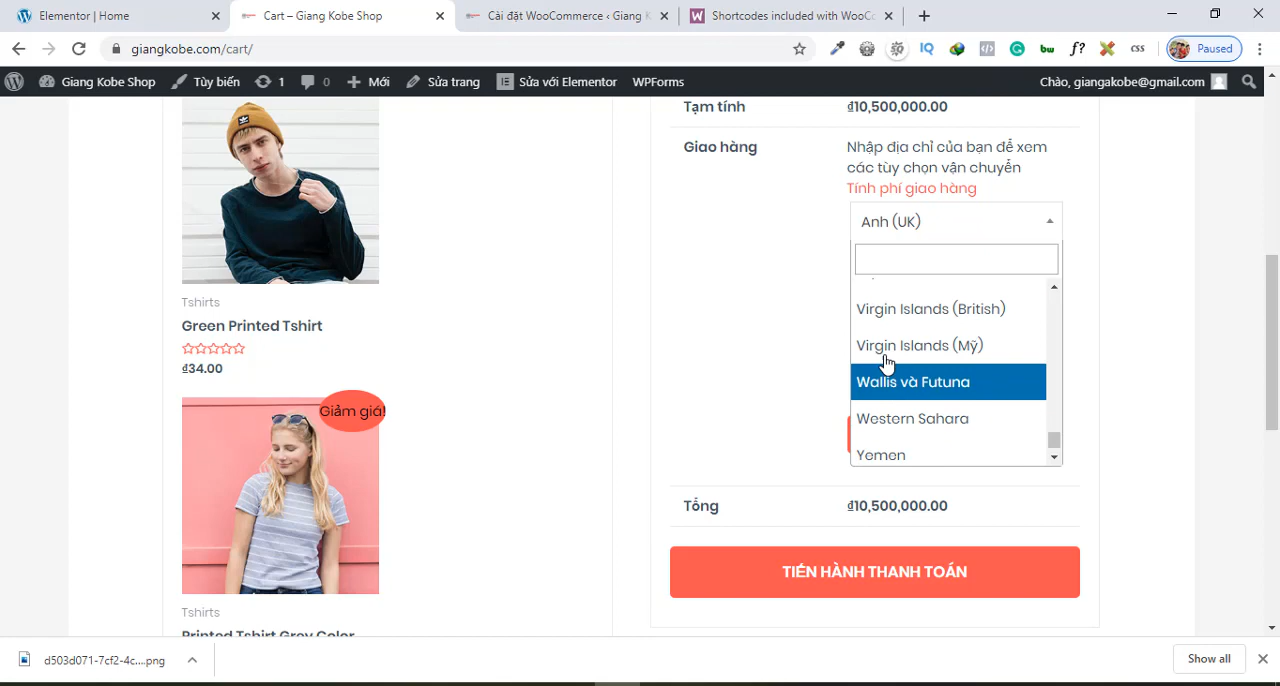 Elementor | Home
Cart – Giang Kobe Shop
Cài đặt WooCommerce ‹ Giang K
Shortcodes included with WooCo
giangkobe.com/cart/
IQ
bw
f?
css
Paused
Giang Kobe Shop
Tùy biến
1
0
Mới
Sửa trang
Sửa với Elementor
WPForms
Chào, giangakobe@gmail.com
Tshirts
Green Printed Tshirt
₫34.00
Giảm giá!
Tshirts
Printed Tshirt Grey Color
Tạm tính
₫10,500,000.00
Giao hàng
Nhập địa chỉ của bạn để xem
các tùy chọn vận chuyển
Tính phí giao hàng
Anh (UK)
Virgin Islands (British)
Virgin Islands (Mỹ)
Wallis và Futuna
Western Sahara
Yemen
Tổng
₫10,500,000.00
TIẾN HÀNH THANH TOÁN
d503d071-7cf2-4c....png
Show all